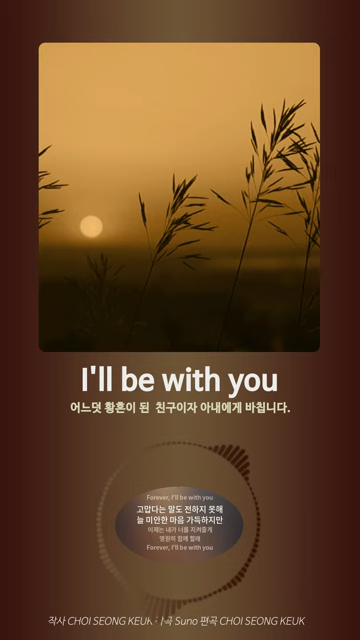 I'll be with you
어느덧 황혼이 된 친구이자 아내에게 바칩니다.
Forever, I'll be with you
고맙다는 말도 전하지 못해
늘 미안한 마음 가득하지만
이제는 내가 너를 지켜줄게
영원히 함께 할래
Forever, I'll be with you
작사 CHOI SEONG KEUK · 곡 Suno 편곡 CHOI SEONG KEUK